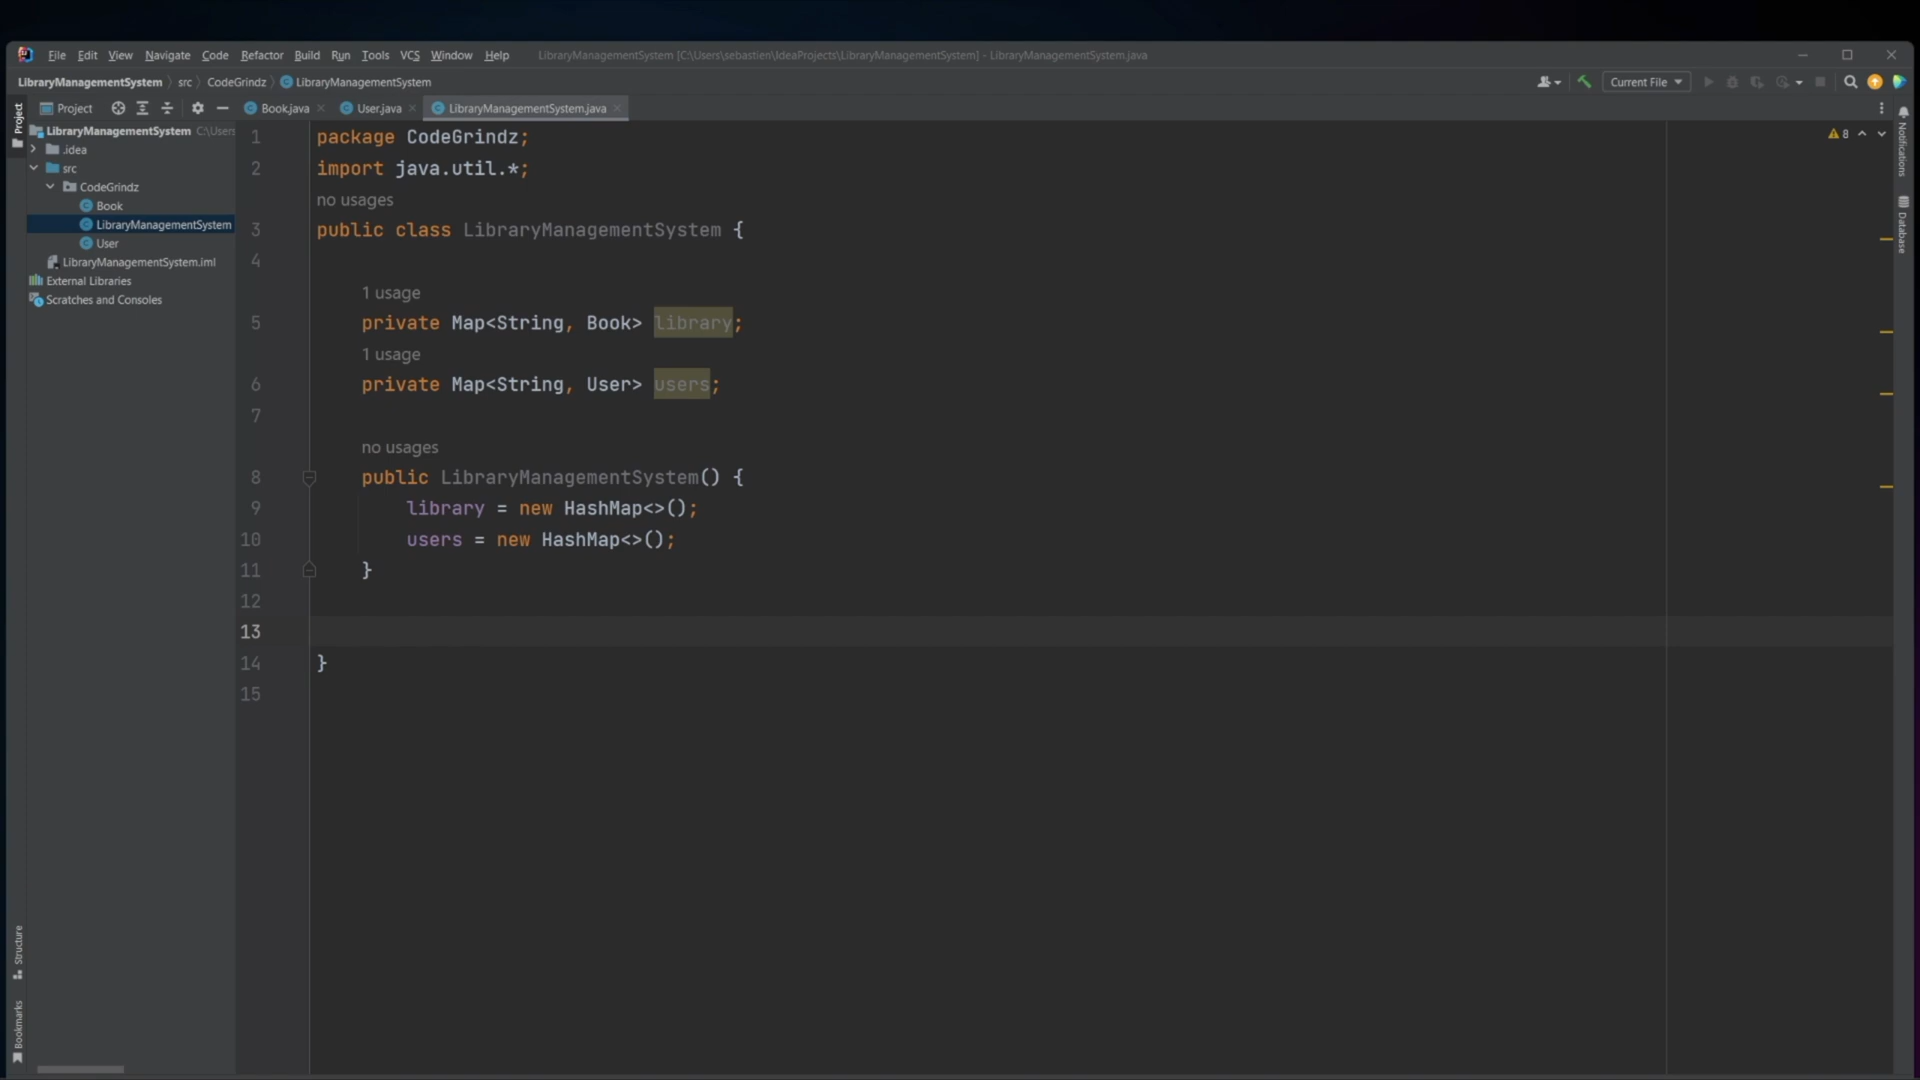 File Edit View Navigate Code Refactor Build Run Tools VCS Window Help LibraryManagementSystem [C:\Users\sebastien\IdeaProjects\LibraryManagementSystem] - LibraryManagementSystem.java
LibraryManagementSystem src CodeGrindz LibraryManagementSystem Current File
Project Book.java User.java LibraryManagementSystem.java
Project
LibraryManagementSystem C:\Users
.idea
src
CodeGrindz
Book
LibraryManagementSystem
User
LibraryManagementSystem.iml
External Libraries
Scratches and Consoles
1 package CodeGrindz;
2 import java.util.*;
no usages
3 public class LibraryManagementSystem {
4
1 usage
5 private Map<String, Book> library;
1 usage
6 private Map<String, User> users;
7
no usages
8 public LibraryManagementSystem() {
9 library = new HashMap<>();
10 users = new HashMap<>();
11 }
12
13
14 }
15
8
Notifications
Database
Structure
Bookmarks